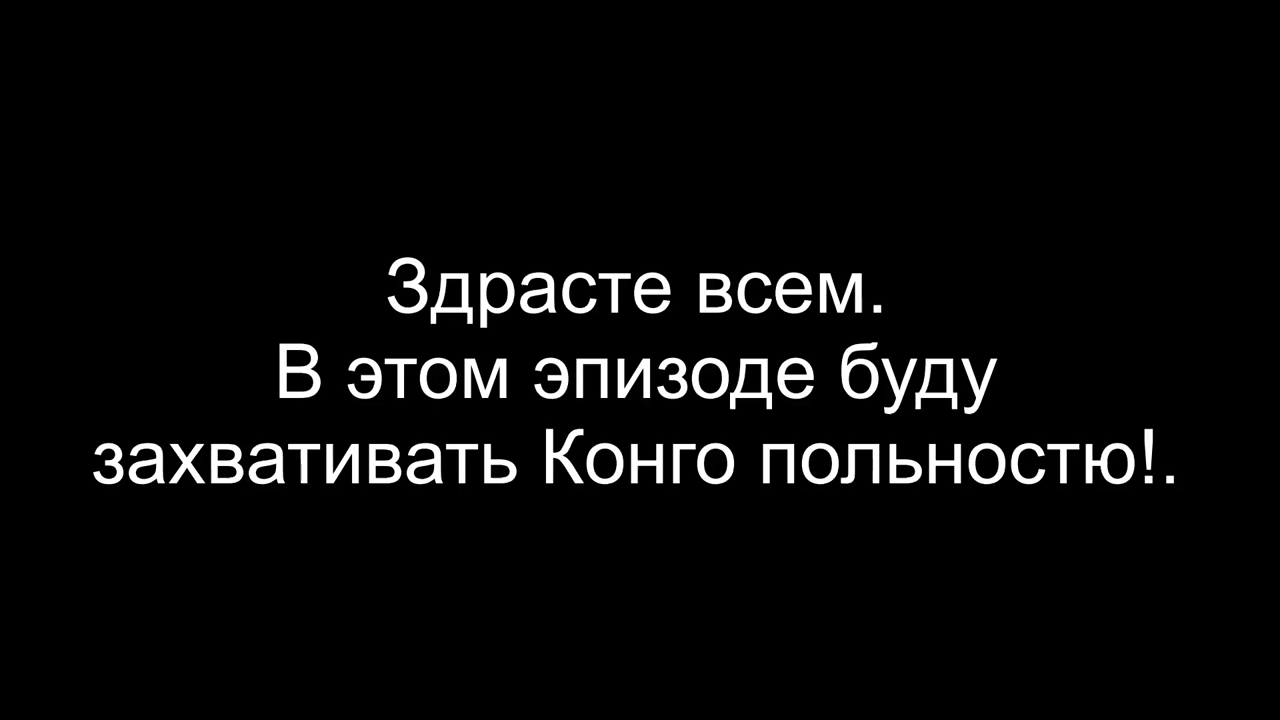 Здрасте всем.
В этом эпизоде буду
захвативать Конго польностю!.